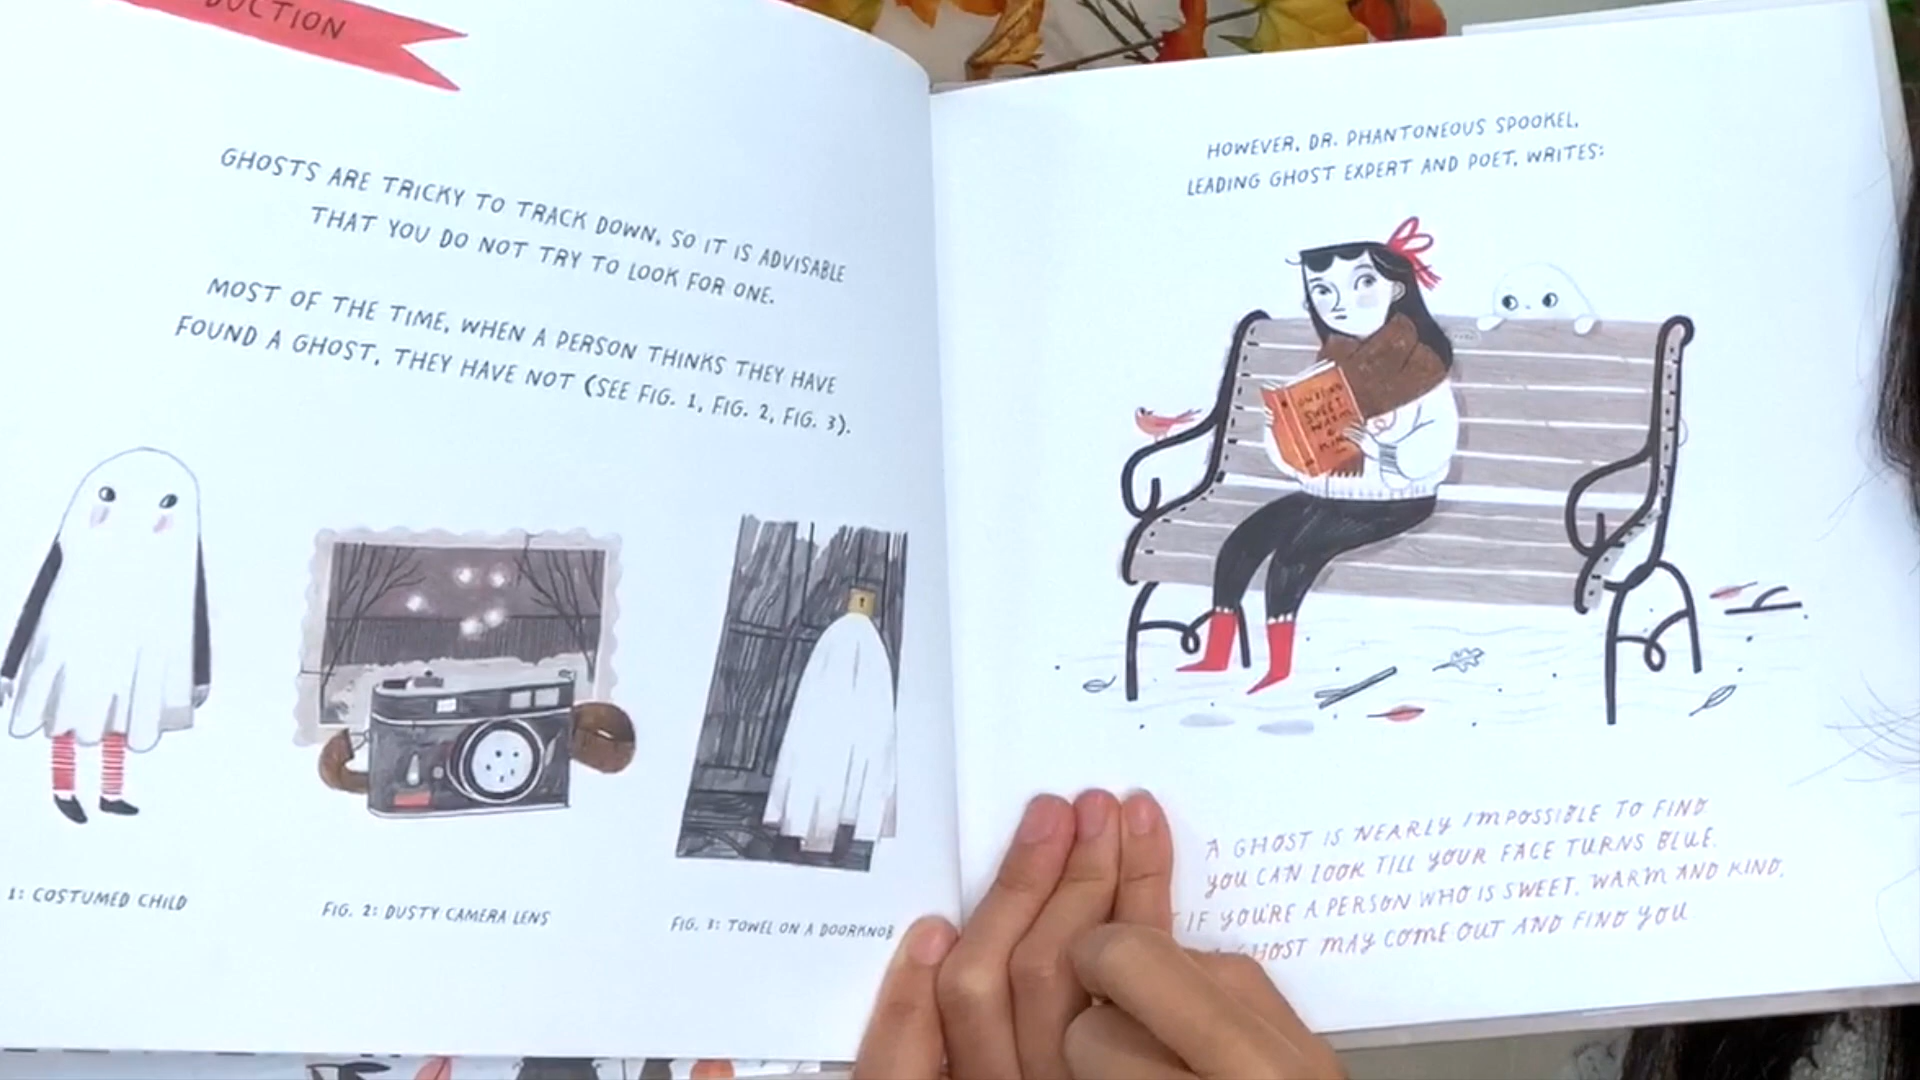 DUCTION
GHOSTS ARE TRICKY TO TRACK DOWN, SO IT IS ADVISABLE
THAT YOU DO NOT TRY TO LOOK FOR ONE.
MOST OF THE TIME, WHEN A PERSON THINKS THEY HAVE
FOUND A GHOST, THEY HAVE NOT (SEE FIG. 1, FIG. 2, FIG. 3).
1: COSTUMED CHILD
FIG. 2: DUSTY CAMERA LENS
FIG. 3: TOWEL ON A DOORKNOB
HOWEVER, DR. PHANTONEOUS SPOOKEL,
LEADING GHOST EXPERT AND POET, WRITES:
SWEET,
WARM
&
A GHOST IS NEARLY IMPOSSIBLE TO FIND
YOU CAN LOOK TILL YOUR FACE TURNS BLUE.
IF YOU'RE A PERSON WHO IS SWEET, WARM AND KIND,
GHOST MAY COME OUT AND FIND YOU